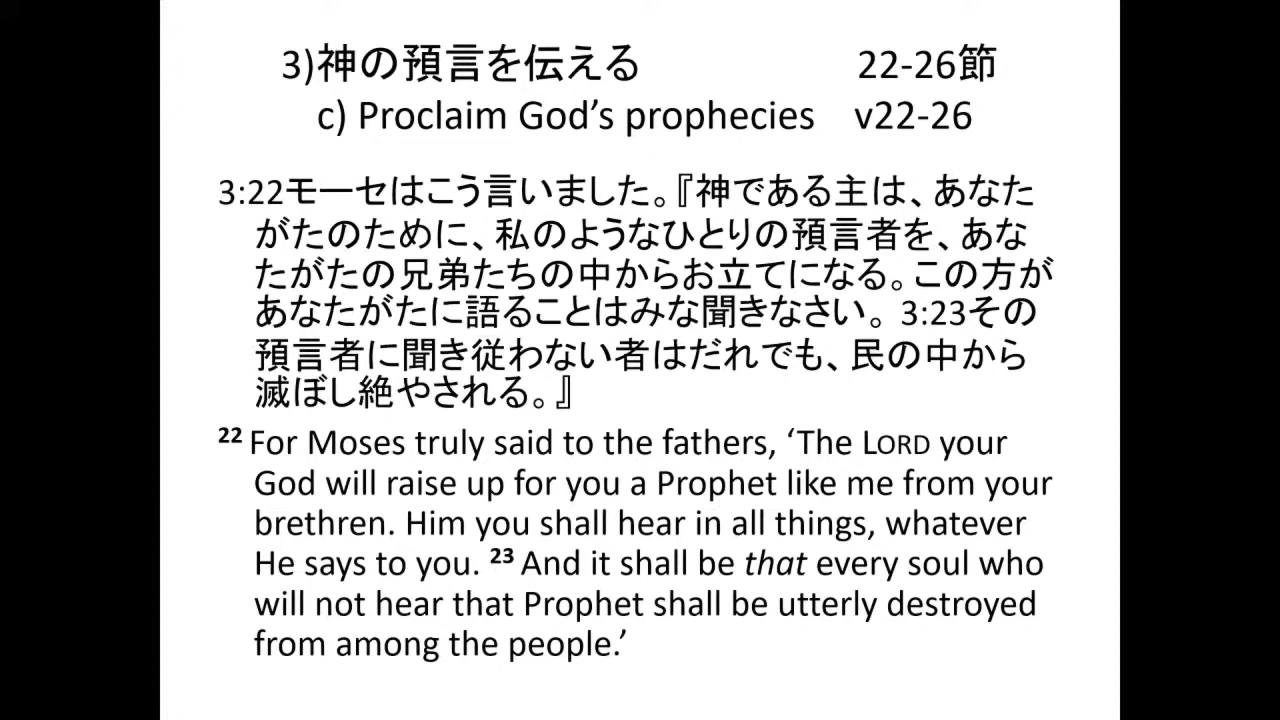 3)神の預言を伝える 22-26節
c) Proclaim God’s prophecies v22-26
3:22モーセはこう言いました。『神である主は、あなた
がたのために、私のようなひとりの預言者を、あな
たがたの兄弟たちの中からお立てになる。この方が
あなたがたに語ることはみな聞きなさい。 3:23その
預言者に聞き従わない者はだれでも、民の中から
滅ぼし絶やされる。』
22 For Moses truly said to the fathers, ‘The LORD your
God will raise up for you a Prophet like me from your
brethren. Him you shall hear in all things, whatever
He says to you. 23 And it shall be that every soul who
will not hear that Prophet shall be utterly destroyed
from among the people.’